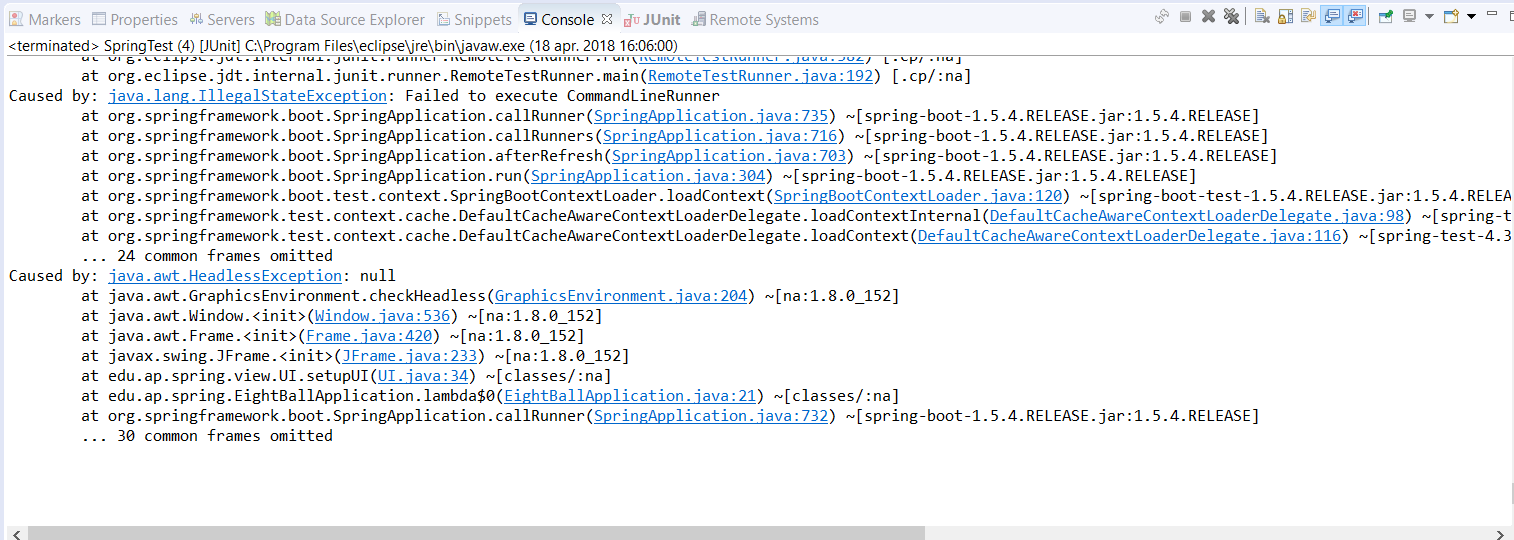 Markers Properties Servers Data Source Explorer Snippets Console JUnit Remote Systems
<terminated> SpringTest (4) [JUnit] C:\Program Files\eclipse\jre\bin\javaw.exe (18 apr. 2018 16:06:00)
at org.eclipse.jdt.internal.junit.runner.RemoteTestRunner.run(RemoteTestRunner.java:382) [.cp/:na]
at org.eclipse.jdt.internal.junit.runner.RemoteTestRunner.main(RemoteTestRunner.java:192) [.cp/:na]
Caused by: java.lang.IllegalStateException: Failed to execute CommandLineRunner
at org.springframework.boot.SpringApplication.callRunner(SpringApplication.java:735) ~[spring-boot-1.5.4.RELEASE.jar:1.5.4.RELEASE]
at org.springframework.boot.SpringApplication.callRunners(SpringApplication.java:716) ~[spring-boot-1.5.4.RELEASE.jar:1.5.4.RELEASE]
at org.springframework.boot.SpringApplication.afterRefresh(SpringApplication.java:703) ~[spring-boot-1.5.4.RELEASE.jar:1.5.4.RELEASE]
at org.springframework.boot.SpringApplication.run(SpringApplication.java:304) ~[spring-boot-1.5.4.RELEASE.jar:1.5.4.RELEASE]
at org.springframework.boot.test.context.SpringBootContextLoader.loadContext(SpringBootContextLoader.java:120) ~[spring-boot-test-1.5.4.RELEASE.jar:1.5.4.RELEA
at org.springframework.test.context.cache.DefaultCacheAwareContextLoaderDelegate.loadContextInternal(DefaultCacheAwareContextLoaderDelegate.java:98) ~[spring-t
at org.springframework.test.context.cache.DefaultCacheAwareContextLoaderDelegate.loadContext(DefaultCacheAwareContextLoaderDelegate.java:116) ~[spring-test-4.3
... 24 common frames omitted
Caused by: java.awt.HeadlessException: null
at java.awt.GraphicsEnvironment.checkHeadless(GraphicsEnvironment.java:204) ~[na:1.8.0_152]
at java.awt.Window.<init>(Window.java:536) ~[na:1.8.0_152]
at java.awt.Frame.<init>(Frame.java:420) ~[na:1.8.0_152]
at javax.swing.JFrame.<init>(JFrame.java:233) ~[na:1.8.0_152]
at edu.ap.spring.view.UI.setupUI(UI.java:34) ~[classes/:na]
at edu.ap.spring.EightBallApplication.lambda$0(EightBallApplication.java:21) ~[classes/:na]
at org.springframework.boot.SpringApplication.callRunner(SpringApplication.java:732) ~[spring-boot-1.5.4.RELEASE.jar:1.5.4.RELEASE]
... 30 common frames omitted